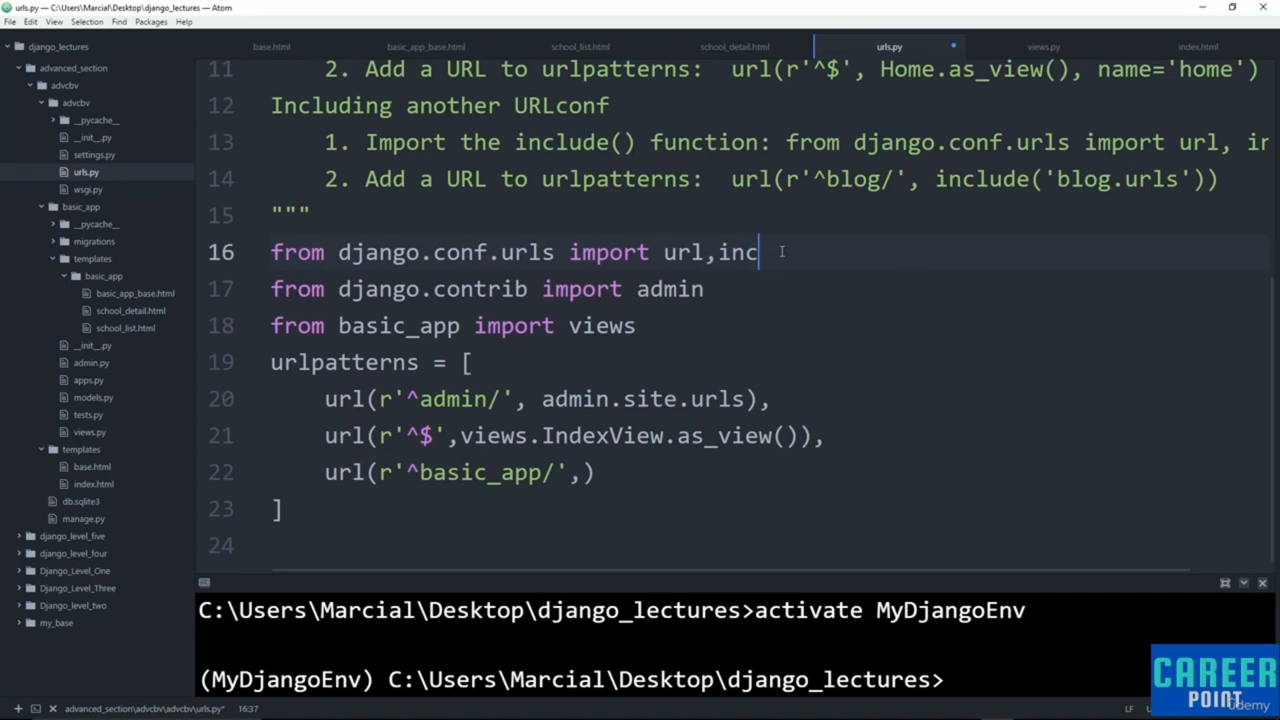 urls.py — C:\Users\Marcial\Desktop\django_lectures — Atom
File Edit View Selection Find Packages Help
django_lectures
advanced_section
advcbv
advcbv
__pycache__
__init__.py
settings.py
urls.py
wsgi.py
basic_app
__pycache__
migrations
templates
basic_app
basic_app_base.html
school_detail.html
school_list.html
__init__.py
admin.py
apps.py
models.py
tests.py
views.py
templates
base.html
index.html
db.sqlite3
manage.py
django_level_five
django_level_four
Django_Level_One
Django_Level_Three
Django_level_two
my_base
base.html basic_app_base.html school_list.html school_detail.html urls.py views.py index.html
11 2. Add a URL to urlpatterns: url(r'^$', Home.as_view(), name='home')
12 Including another URLconf
13 1. Import the include() function: from django.conf.urls import url, in
14 2. Add a URL to urlpatterns: url(r'^blog/', include('blog.urls'))
15 """
16 from django.conf.urls import url,inc
17 from django.contrib import admin
18 from basic_app import views
19 urlpatterns = [
20 url(r'^admin/', admin.site.urls),
21 url(r'^$',views.IndexView.as_view()),
22 url(r'^basic_app/',)
23 ]
24
C:\Users\Marcial\Desktop\django_lectures>activate MyDjangoEnv
(MyDjangoEnv) C:\Users\Marcial\Desktop\django_lectures>
advanced_section\advcbv\advcbv\urls.py* 16:37
LF
CAREER
POINT
Udemy